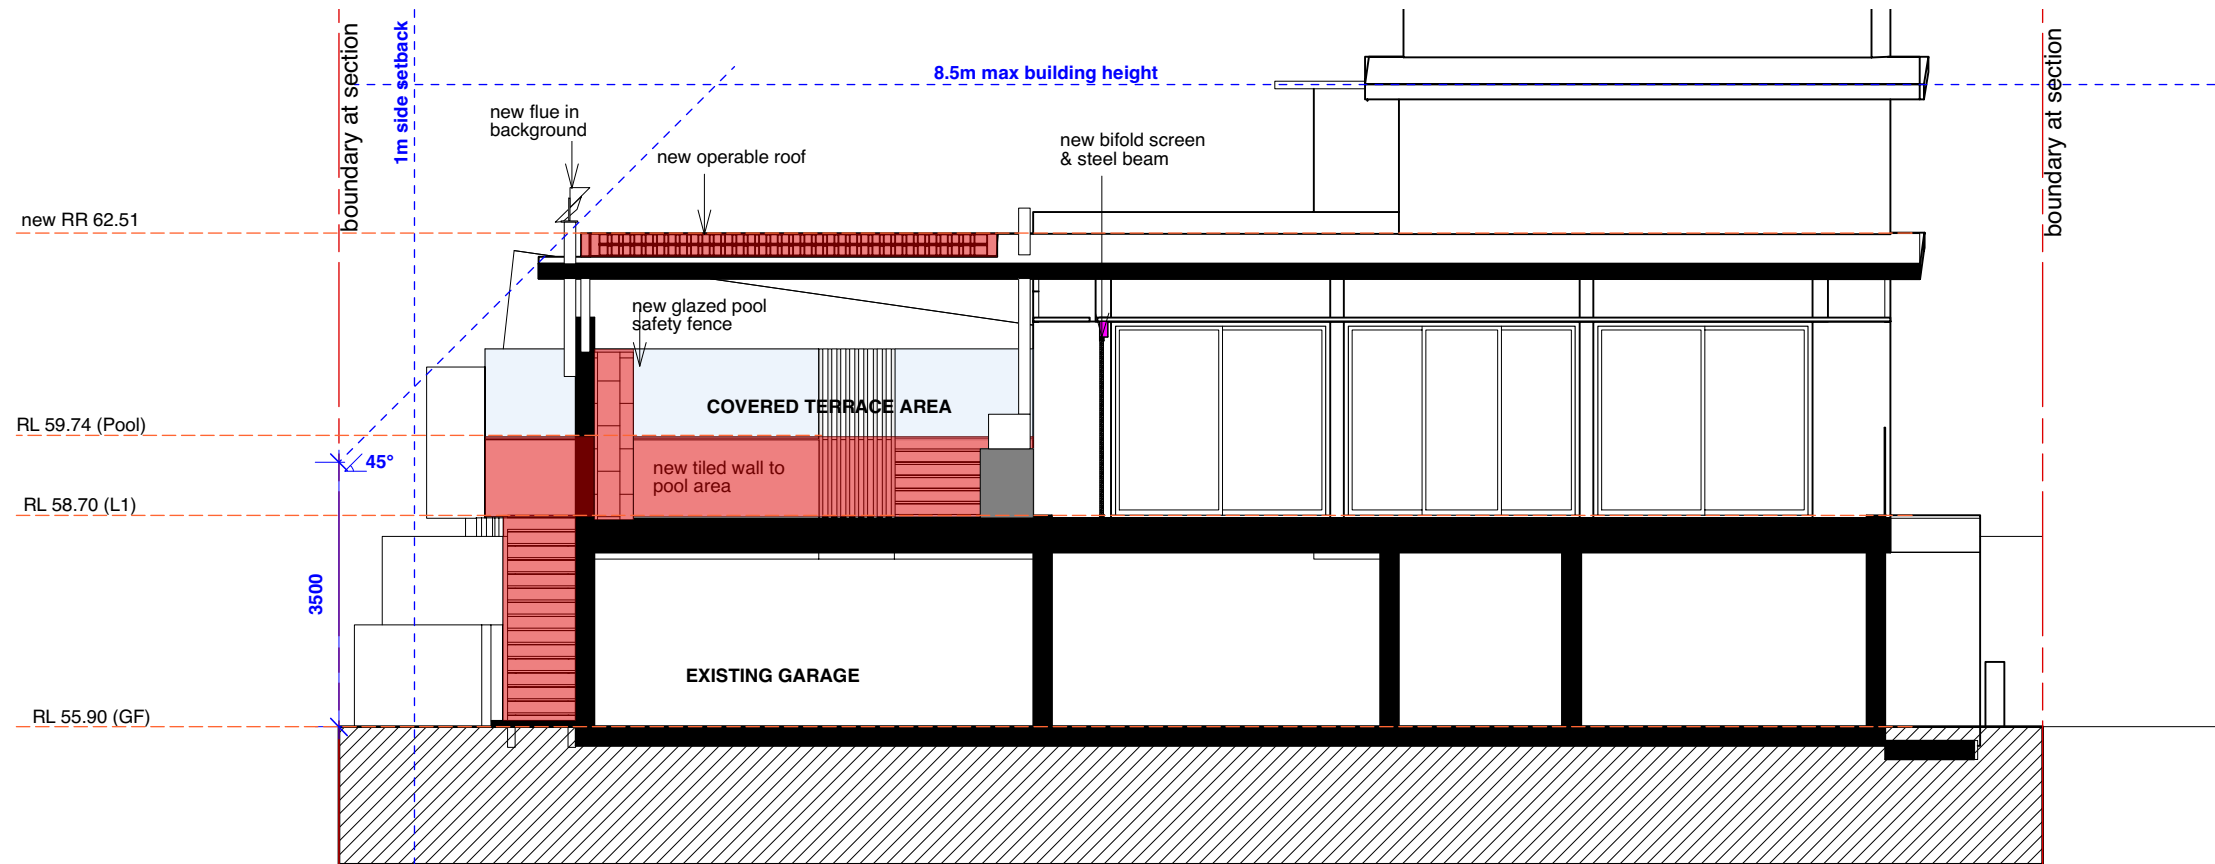 boundary at section
1m side setback
8.5m max building height
boundary at section
new flue in
background
new operable roof
new bifold screen
& steel beam
new RR 62.51
new glazed pool
safety fence
COVERED TERRACE AREA
RL 59.74 (Pool)
45°
new tiled wall to
pool area
RL 58.70 (L1)
3500
EXISTING GARAGE
RL 55.90 (GF)